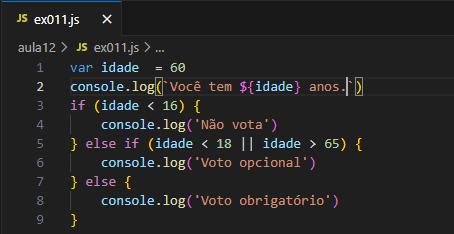 JS ex011.js ×
aula12 > JS ex011.js > ...
1 var idade  = 60
2 console.log(`Você tem ${idade} anos.`)
3 if (idade < 16) {
4     console.log('Não vota')
5 } else if (idade < 18 || idade > 65) {
6     console.log('Voto opcional')
7 } else {
8     console.log('Voto obrigatório')
9 }